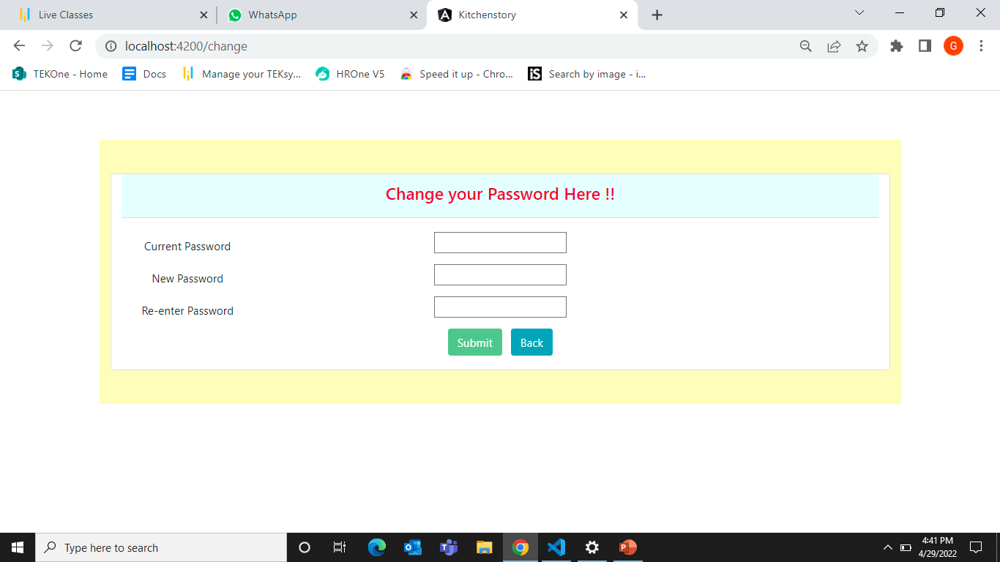 Live Classes
WhatsApp
Kitchenstory
localhost:4200/change
G
TEKOne - Home
Docs
Manage your TEKsy...
HROne V5
Speed it up - Chro...
iS
Search by image - i...
Change your Password Here !!
Current Password
New Password
Re-enter Password
Submit Back
Type here to search
4:41 PM
4/29/2022